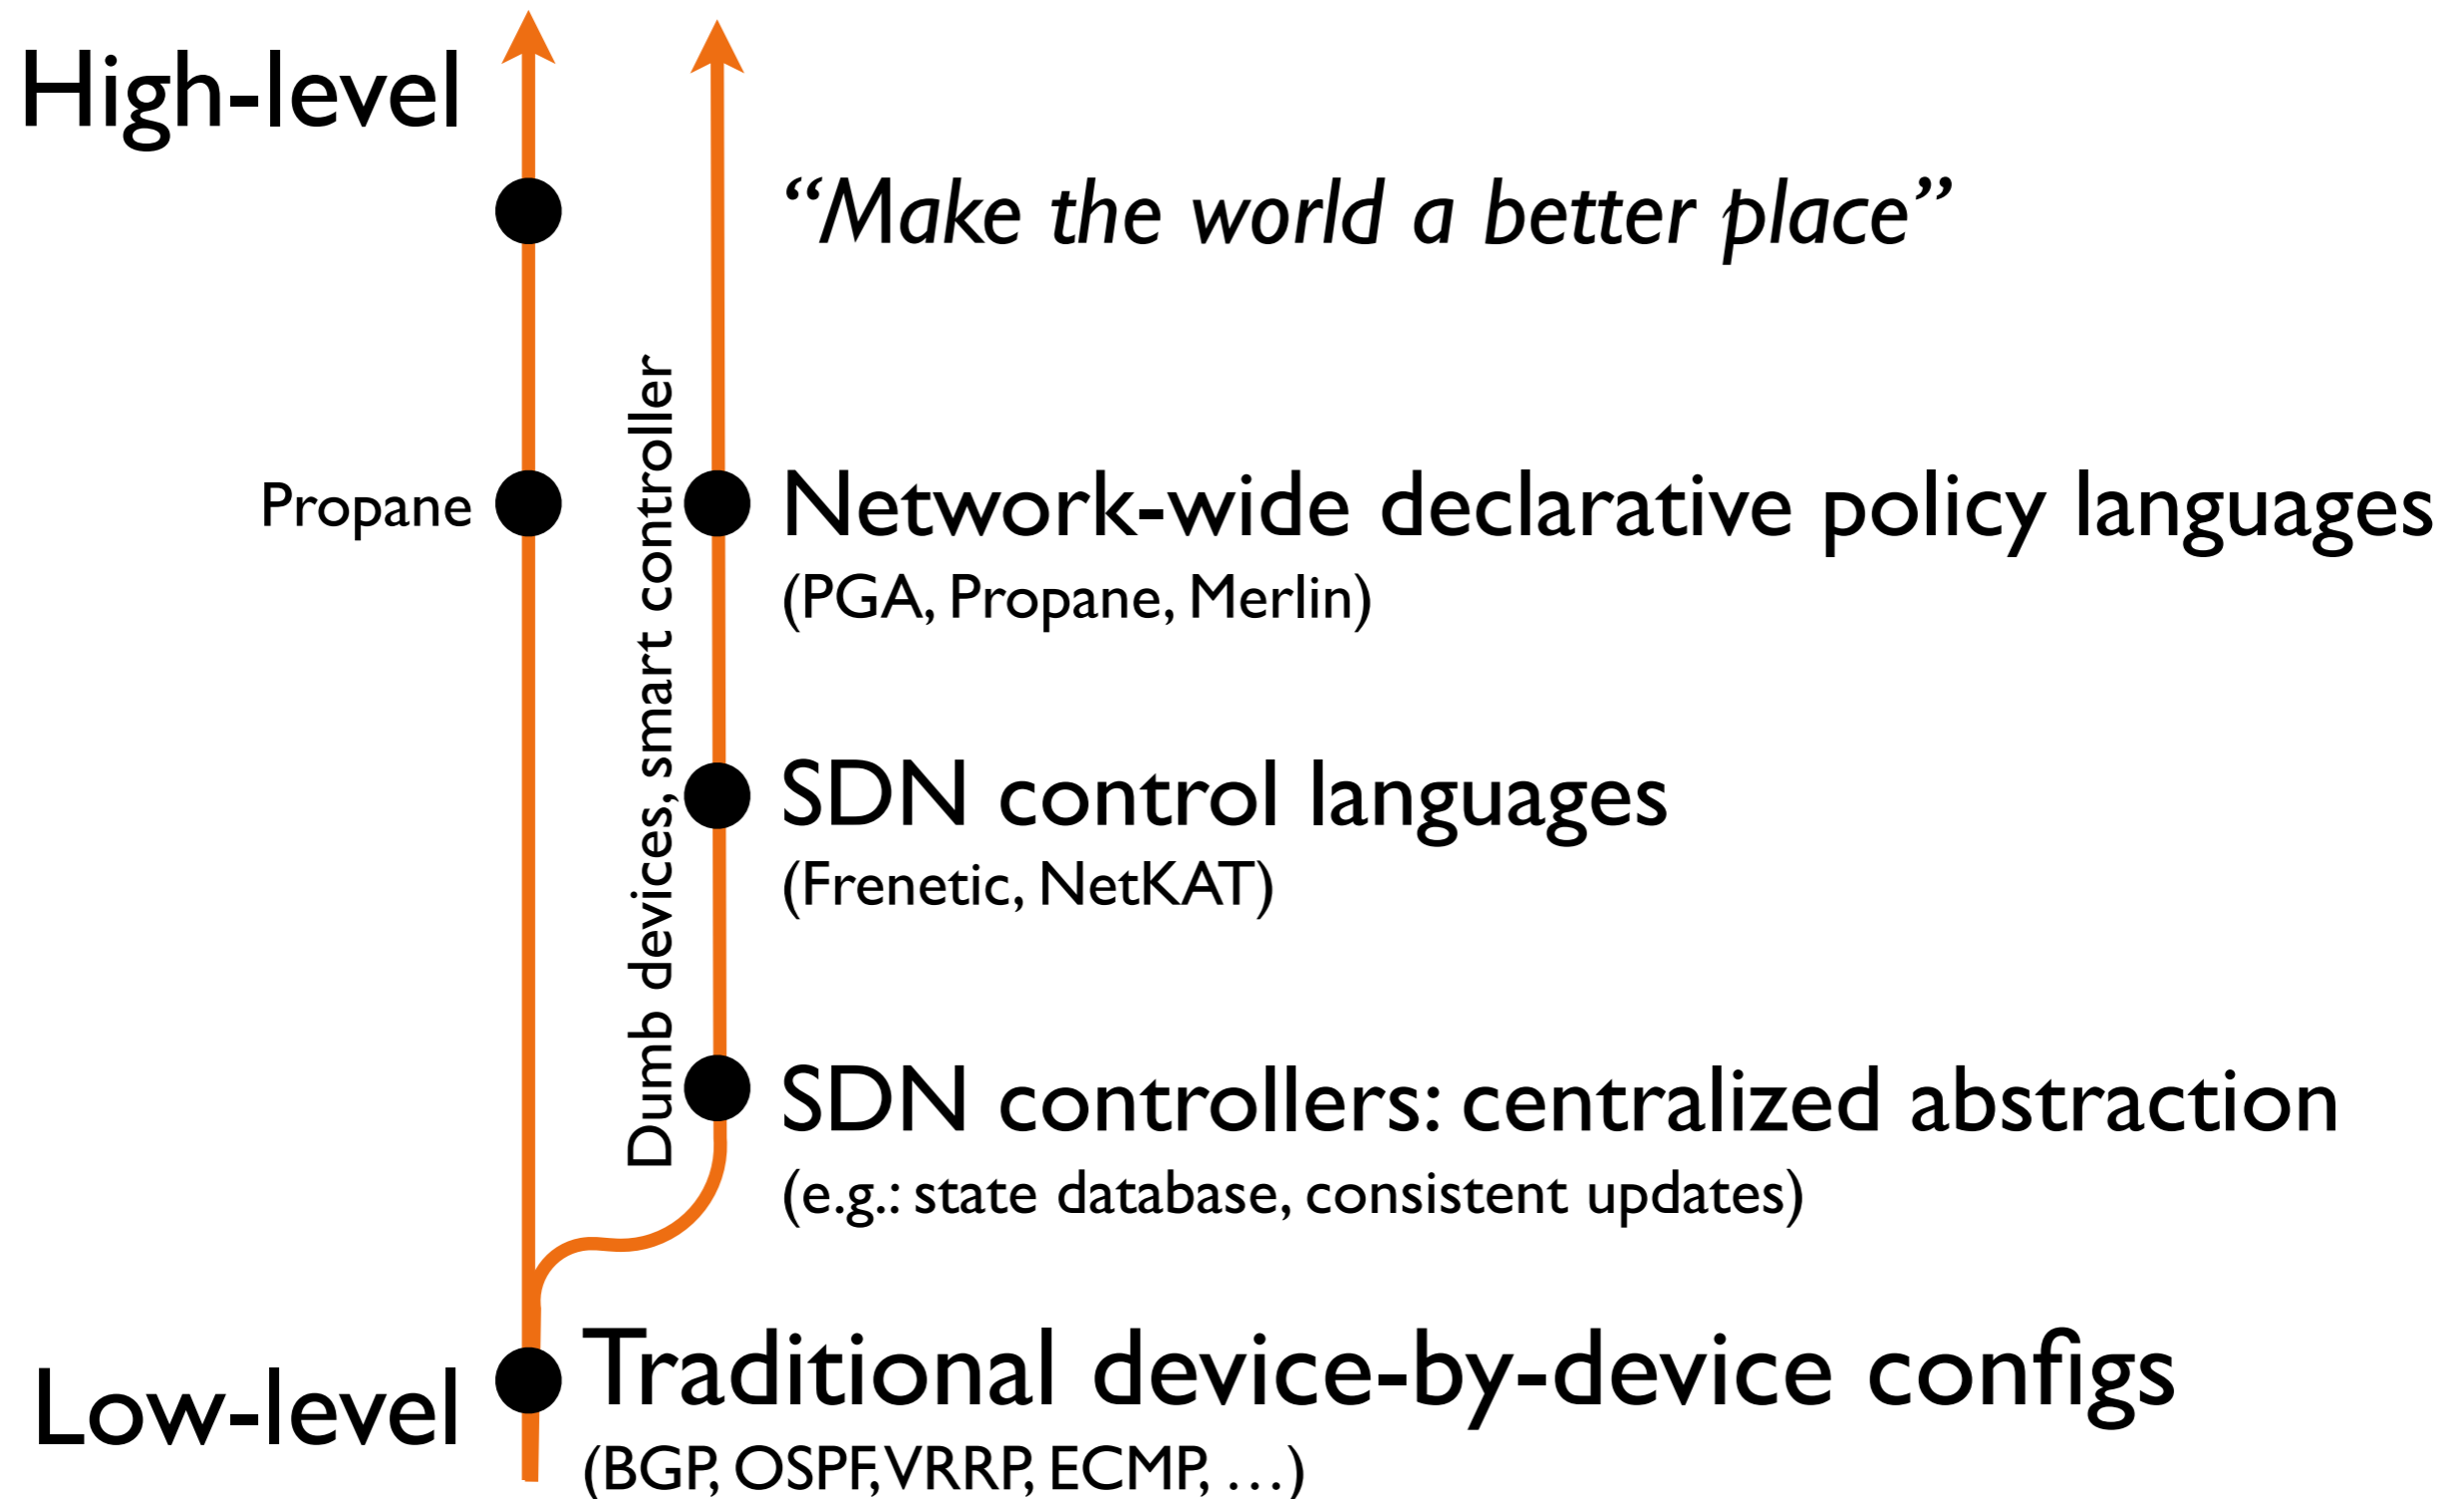 High-level
“Make the world a better place”
Dumb devices, smart controller
Propane
Network-wide declarative policy languages
(PGA, Propane, Merlin)
SDN control languages
(Frenetic, NetKAT)
SDN controllers: centralized abstraction
(e.g.: state database, consistent updates)
Low-level
Traditional device-by-device configs
(BGP, OSPF, VRRP, ECMP, …)